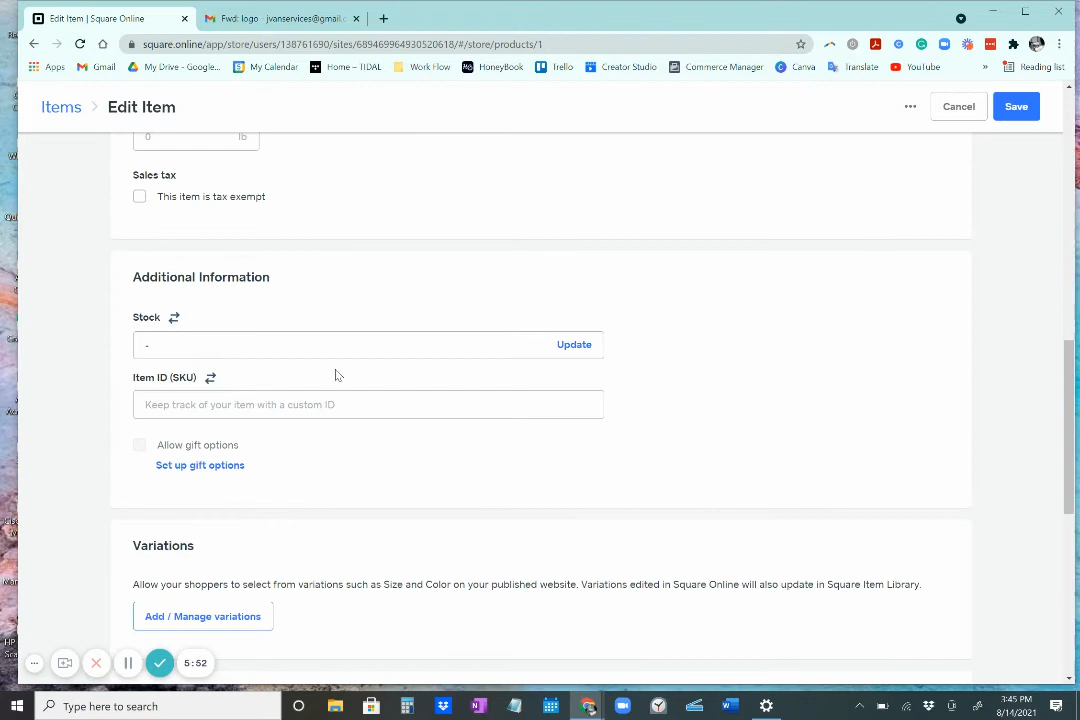 Edit Item | Square Online
Fwd: logo - jvanservices@gmail.c
square.online/app/store/users/138761690/sites/689469964930520618/#/store/products/1
Apps
Gmail
My Drive - Google...
My Calendar
Home – TIDAL
Work Flow
HoneyBook
Trello
Creator Studio
Commerce Manager
Canva
Translate
YouTube
»
Reading list
Items > Edit Item
Cancel
Save
0 lb
Sales tax
This item is tax exempt
Additional Information
Stock
- Update
Item ID (SKU)
Keep track of your item with a custom ID
Allow gift options
Set up gift options
Variations
Allow your shoppers to select from variations such as Size and Color on your published website. Variations edited in Square Online will also update in Square Item Library.
Add / Manage variations
5:52
Type here to search
3:45 PM
8/14/2021